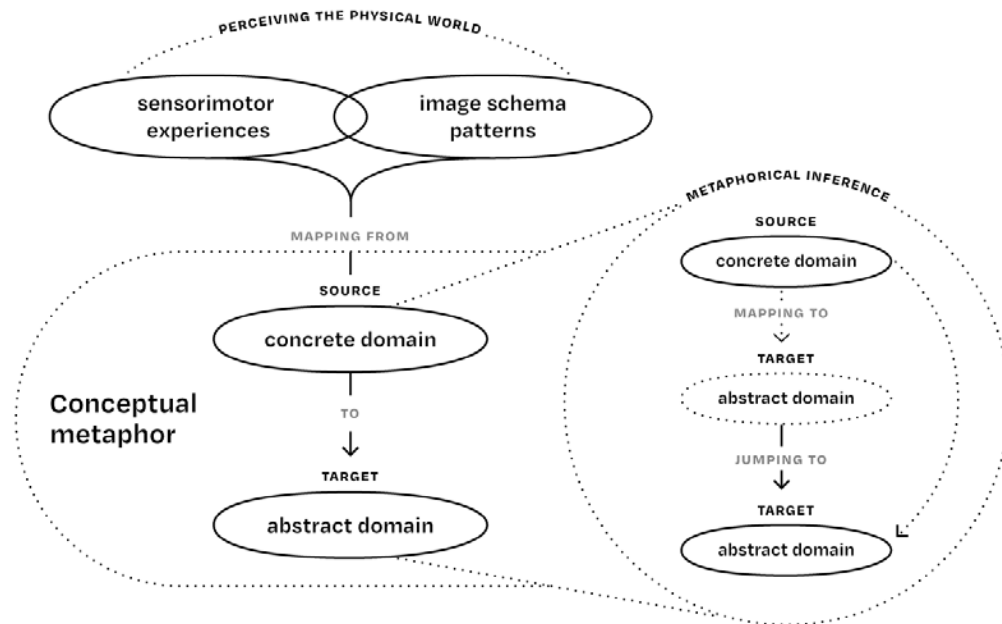 PERCEIVING THE PHYSICAL WORLD
sensorimotor
experiences
image schema
patterns
MAPPING FROM
SOURCE
concrete domain
TO
TARGET
abstract domain
Conceptual
metaphor
METAPHORICAL INFERENCE
SOURCE
concrete domain
MAPPING TO
TARGET
abstract domain
JUMPING TO
TARGET
abstract domain